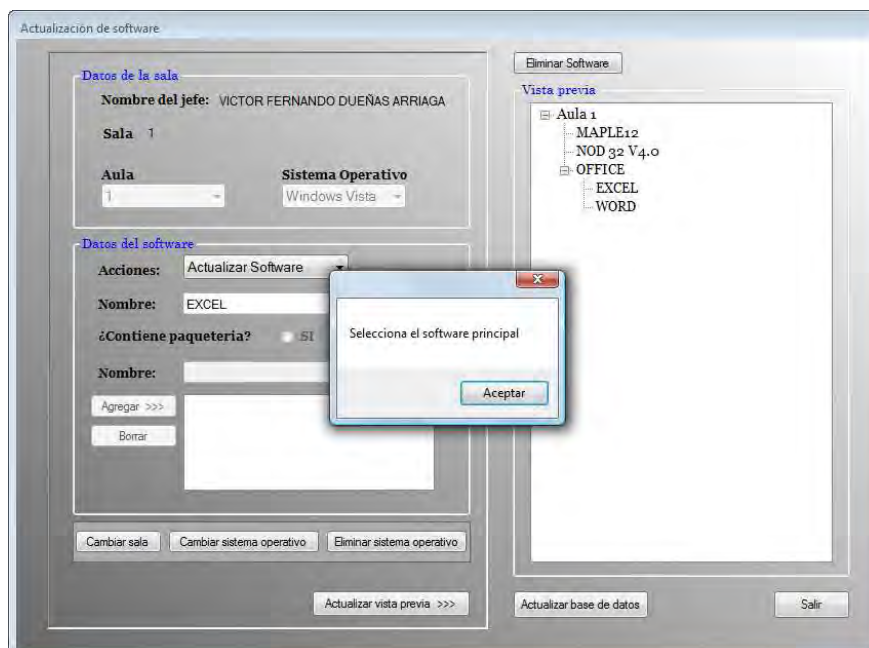 Actualización de software
Datos de la sala
Nombre del jefe: VICTOR FERNANDO DUEÑAS ARRIAGA
Sala 1
Aula
Sistema Operativo
1
Windows Vista
Datos del software
Acciones: Actualizar Software
Nombre: EXCEL
¿Contiene paqueteria? SI
Nombre:
Agregar >>>
Borrar
Cambiar sala
Cambiar sistema operativo
Eliminar sistema operativo
Actualizar vista previa >>>
Selecciona el software principal
Aceptar
Eliminar Software
Vista previa
Aula 1
MAPLE12
NOD 32 V4.0
OFFICE
EXCEL
WORD
Actualizar base de datos
Salir